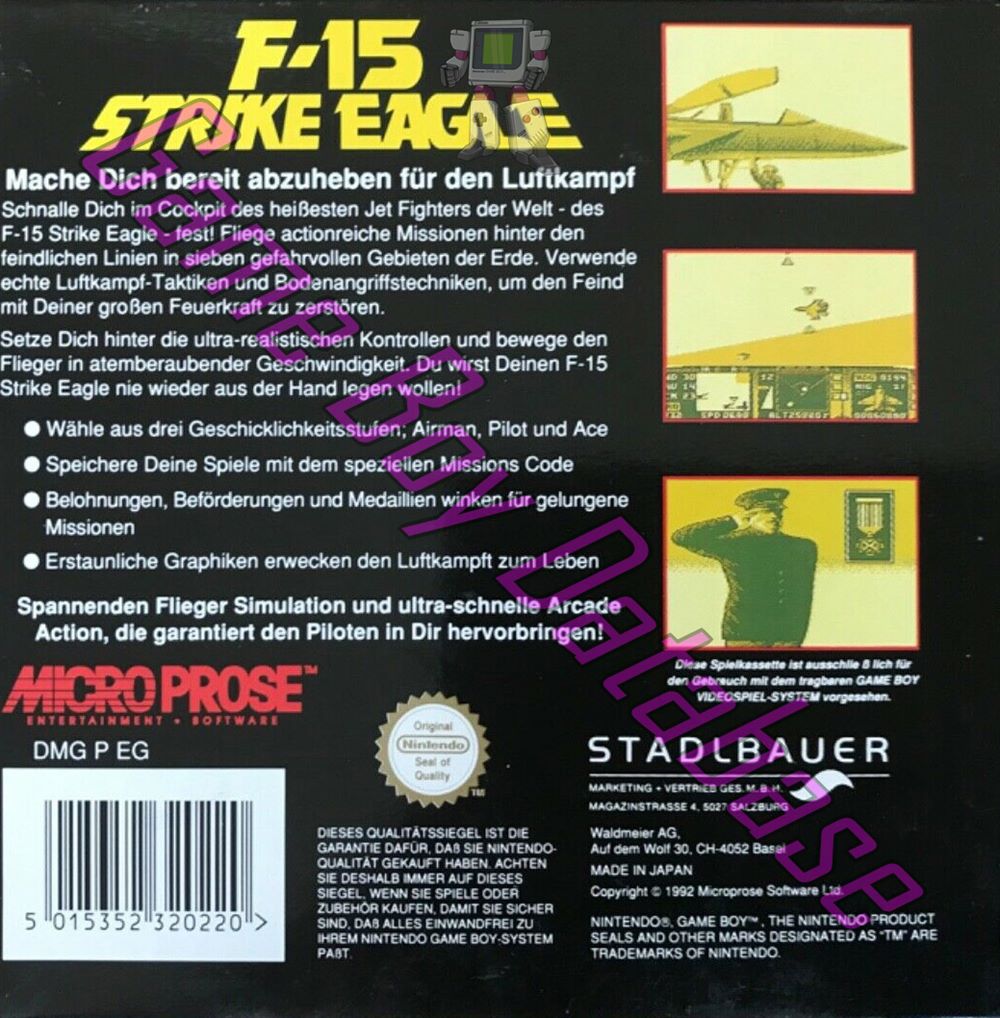 F-15
STRIKE EAGLE
Mache Dich bereit abzuheben für den Luftkampf
Schnalle Dich im Cockpit des heißesten Jet Fighters der Welt - des
F-15 Strike Eagle - fest! Fliege actionreiche Missionen hinter den
feindlichen Linien in sieben gefahrvollen Gebieten der Erde. Verwende
echte Luftkampf-Taktiken und Bodenangriffstechniken, um den Feind
mit Deiner großen Feuerkraft zu zerstören.
Setze Dich hinter die ultra-realistischen Kontrollen und bewege den
Flieger in atemberaubender Geschwindigkeit. Du wirst Deinen F-15
Strike Eagle nie wieder aus der Hand legen wollen!
● Wähle aus drei Geschicklichkeitsstufen; Airman, Pilot und Ace
● Speichere Deine Spiele mit dem speziellen Missions Code
● Belohnungen, Beförderungen und Medaillien winken für gelungene
Missionen
● Erstaunliche Graphiken erwecken den Luftkampft zum Leben
Spannenden Flieger Simulation und ultra-schnelle Arcade
Action, die garantiert den Piloten in Dir hervorbringen!
MICROPROSE™
ENTERTAINMENT • SOFTWARE
DMG P EG
5 015352 320220 >
Original
Nintendo
Seal of
Quality
TM
DIESES QUALITÄTSSIEGEL IST DIE
GARANTIE DAFÜR, DAß SIE NINTENDO-
QUALITÄT GEKAUFT HABEN. ACHTEN
SIE DESHALB IMMER AUF DIESES
SIEGEL, WENN SIE SPIELE ODER
ZUBEHÖR KAUFEN, DAMIT SIE SICHER
SIND, DAß ALLES EINWANDFREI ZU
IHREM NINTENDO GAME BOY-SYSTEM
PAßT.
Diese Spielkassette ist ausschlie ß lich für
den Gebrauch mit dem tragbaren GAME BOY
VIDEOSPIEL-SYSTEM vorgesehen.
STADLBAUER
MARKETING + VERTRIEB GES. M. B. H.
MAGAZINSTRASSE 4, 5027 SALZBURG
Waldmeier AG,
Auf dem Wolf 30, CH-4052 Basel
MADE IN JAPAN
Copyright © 1992 Microprose Software Ltd.
NINTENDO®, GAME BOY™, THE NINTENDO PRODUCT
SEALS AND OTHER MARKS DESIGNATED AS "TM" ARE
TRADEMARKS OF NINTENDO.
Game Boy Database